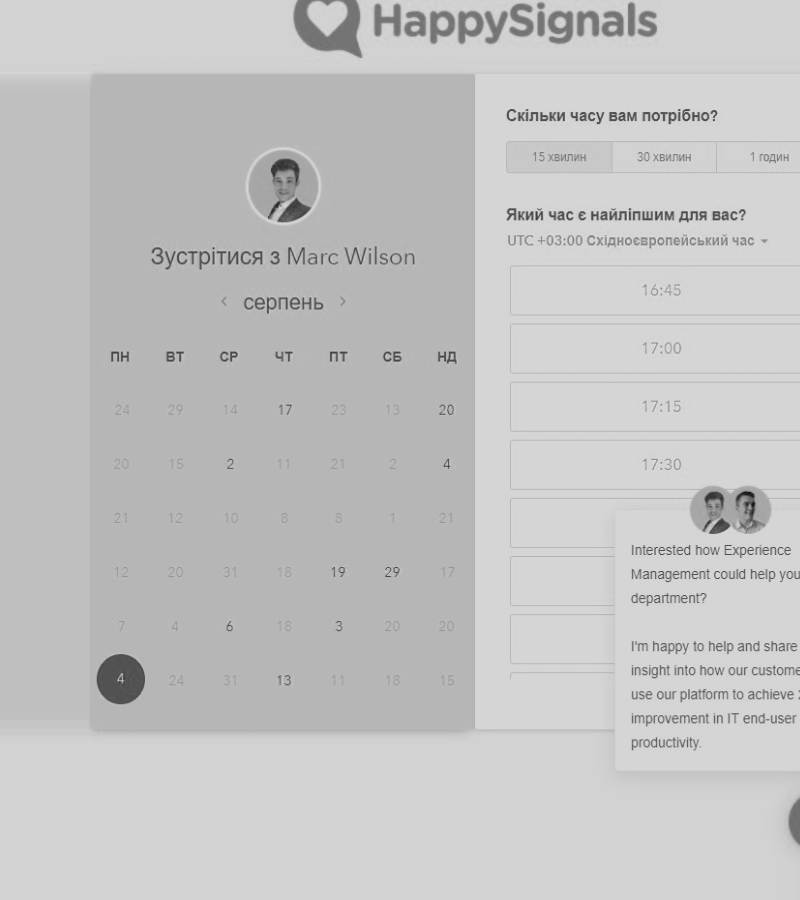 HappySignals
Зустрітися з Marc Wilson
серпень
ПН ВТ СР ЧТ ПТ СБ НД
24 29 14 17 23 13 20
20 15 2 11 21 2 4
21 12 10 8 8 1 21
12 20 31 18 19 29 17
7 4 6 18 3 20 20
4 24 31 13 11 18 15
Скільки часу вам потрібно?
15 хвилин 30 хвилин 1 годин
Який час є найліпшим для вас?
UTC +03:00 Східноєвропейський час
16:45
17:00
17:15
17:30
Interested how Experience
Management could help you
department?
I'm happy to help and share
insight into how our custome
use our platform to achieve
improvement in IT end-user
productivity.